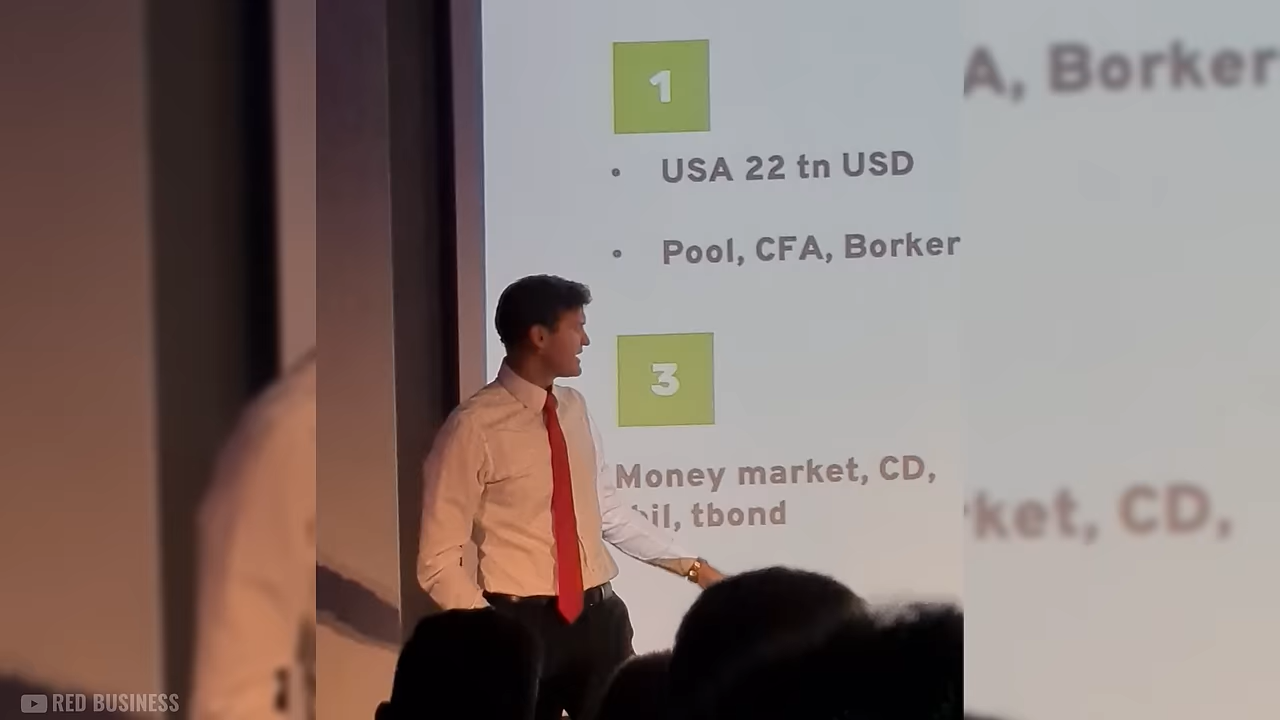 1
USA 22 tn USD
Pool, CFA, Borker
3
Money market, CD,
tbond
A, Borker
ket, CD,
RED BUSINESS